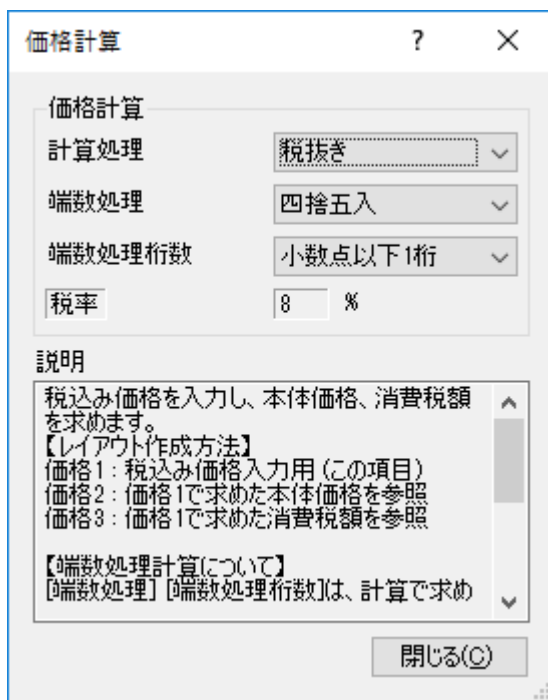 価格計算 ? ×
価格計算
計算処理 税抜き
端数処理 四捨五入
端数処理桁数 小数点以下1桁
税率 8 %
説明
税込み価格を入力し、本体価格、消費税額
を求めます。
【レイアウト作成方法】
価格1：税込み価格入力用（この項目）
価格2：価格1で求めた本体価格を参照
価格3：価格1で求めた消費税額を参照
【端数処理計算について】
[端数処理] [端数処理桁数]は、計算で求め
閉じる(C)